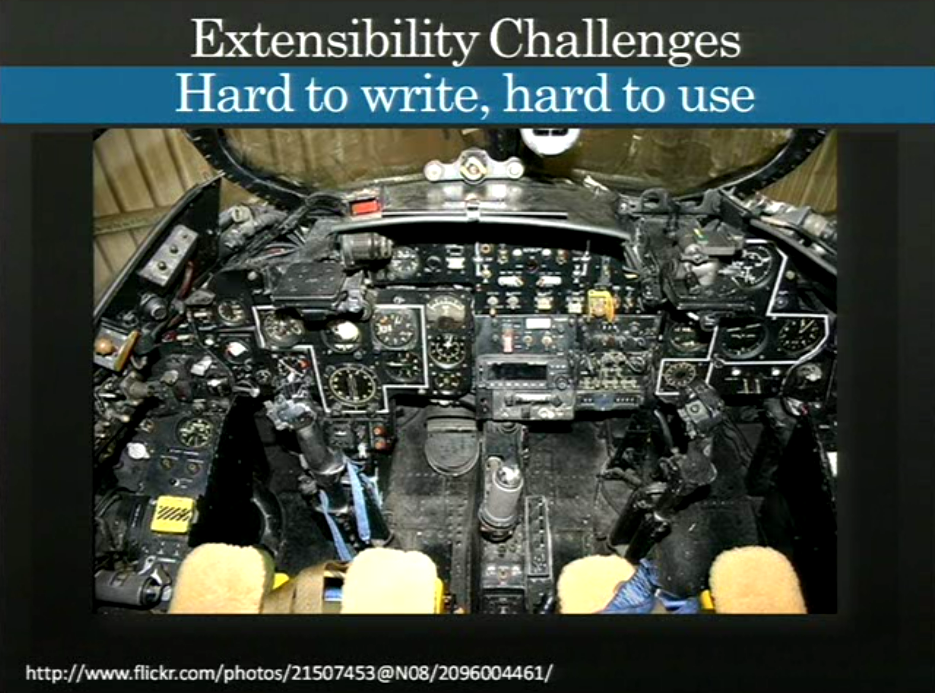 Extensibility Challenges
Hard to write, hard to use
http://www.flickr.com/photos/21507453@N08/2096004461/